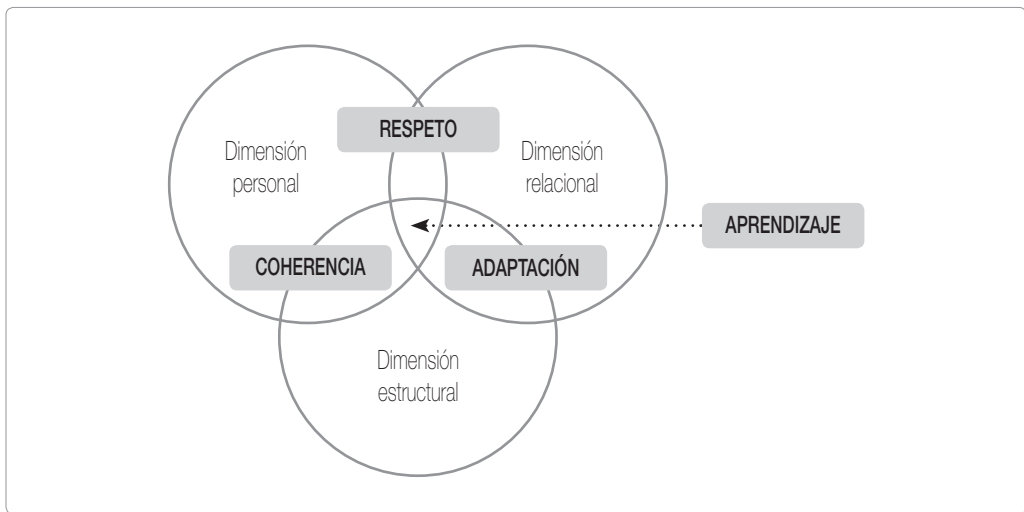 RESPETO
Dimensión
personal
Dimensión
relacional
APRENDIZAJE
COHERENCIA
ADAPTACIÓN
Dimensión
estructural